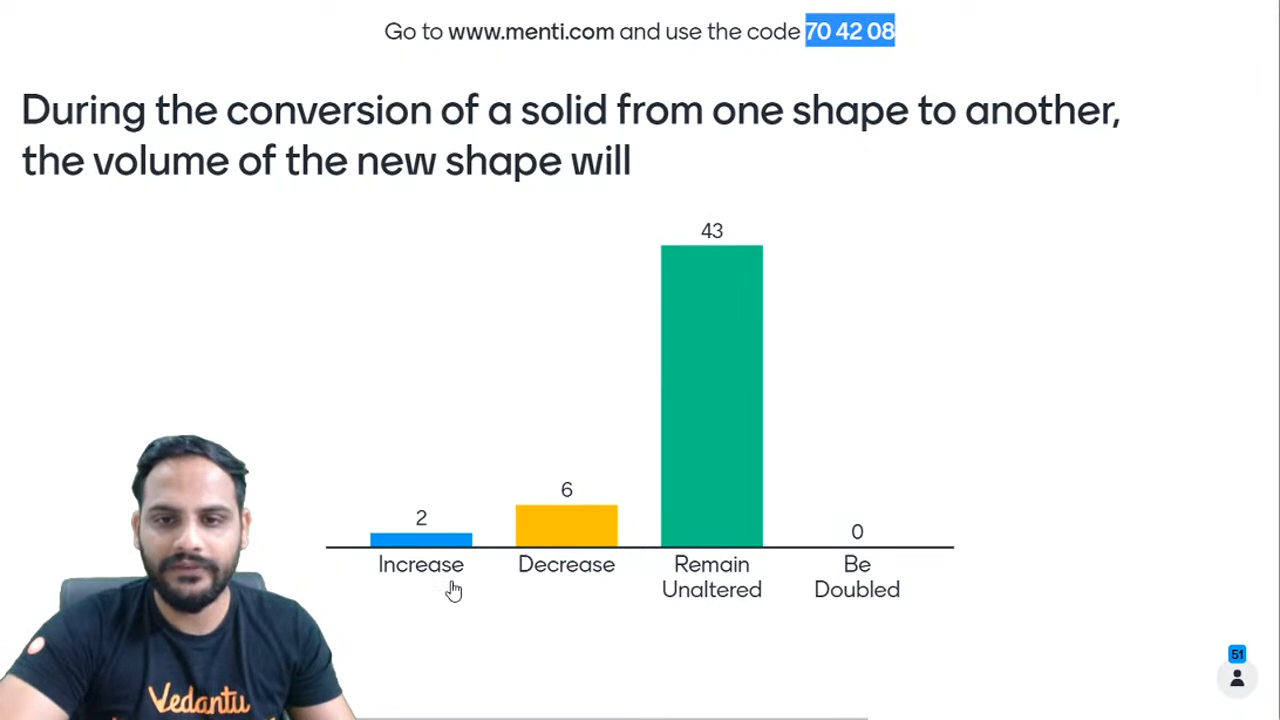 Go to www.menti.com and use the code 70 42 08
During the conversion of a solid from one shape to another,
the volume of the new shape will
43
6
2
0
Increase
Decrease
Remain
Unaltered
Be
Doubled
51
Vedantu